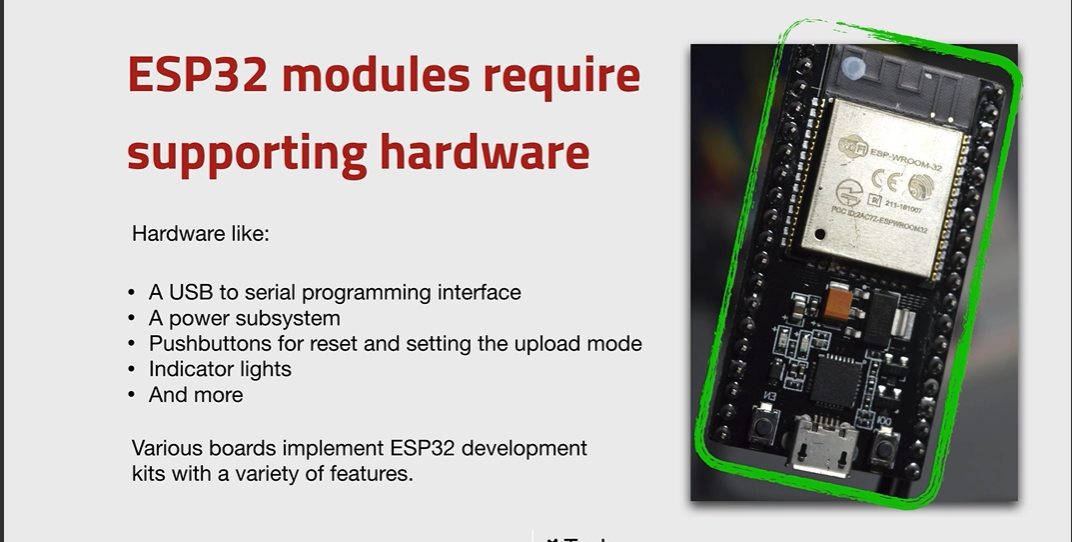 ESP32 modules require
supporting hardware
Hardware like:
• A USB to serial programming interface
• A power subsystem
• Pushbuttons for reset and setting the upload mode
• Indicator lights
• And more
Various boards implement ESP32 development
kits with a variety of features.
WiFi
ESP-WROOM-32
CE
R 211-161007
FCC ID:2AC7Z-ESPWROOM32
EN